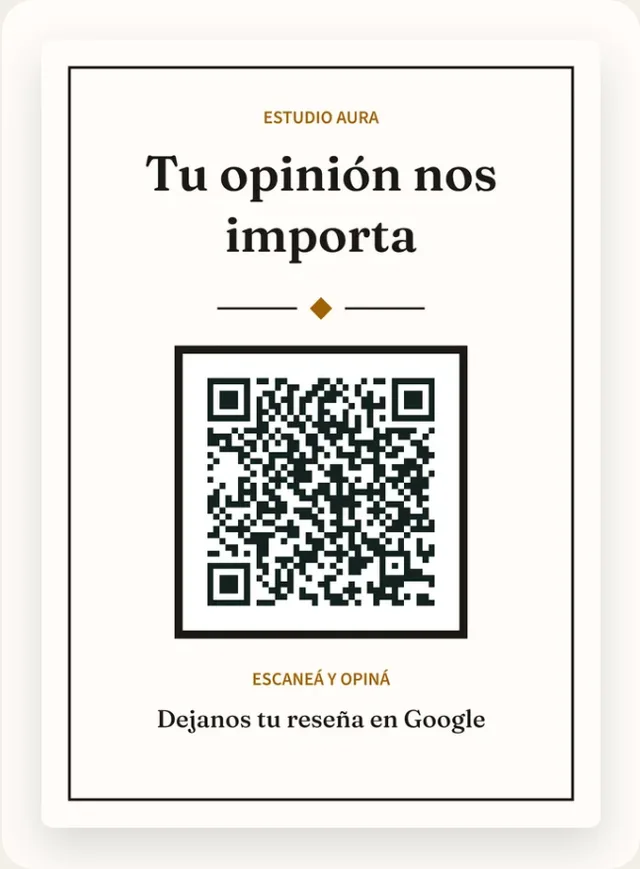 ESTUDIO AURA
Tu opinión nos
importa
ESCANEÁ Y OPINÁ
Dejanos tu reseña en Google